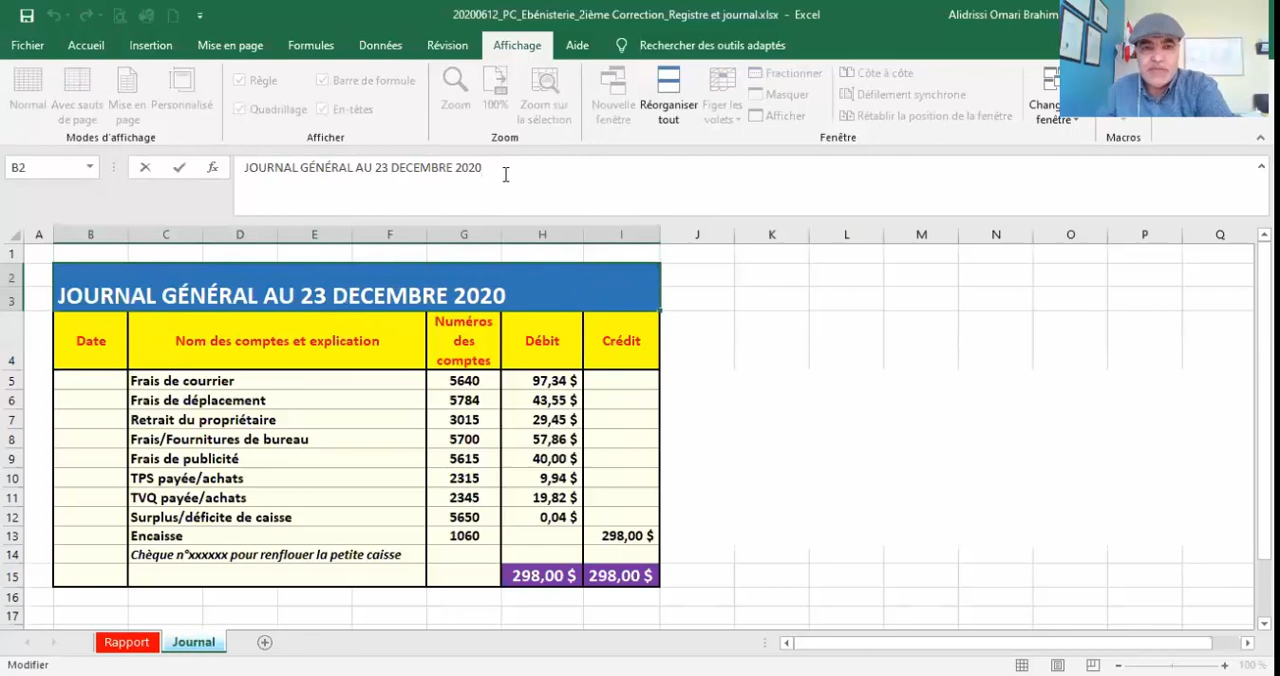 20200612_PC_Ebénisterie_2ième Correction_Registre et journal.xlsx - Excel
Alidrissi Omari Brahim
Fichier Accueil Insertion Mise en page Formules Données Révision Affichage Aide Rechercher des outils adaptés
Normal Avec sauts de page Mise en page Personnalisé
Modes d'affichage
Règle Barre de formule
Quadrillage En-têtes
Afficher
Zoom 100% Zoom sur la sélection
Zoom
Nouvelle fenêtre Réorganiser tout Figer les volets
Fractionner
Masquer
Afficher
Côte à côte
Défilement synchrone
Rétablir la position de la fenêtre
fenêtre
Fenêtre
Macros
B2 fx JOURNAL GÉNÉRAL AU 23 DECEMBRE 2020
A B C D E F G H I J K L M N O P Q
1
2
3 JOURNAL GÉNÉRAL AU 23 DECEMBRE 2020
4 Date Nom des comptes et explication Numéros des comptes Débit Crédit
5 Frais de courrier 5640 97,34 $
6 Frais de déplacement 5784 43,55 $
7 Retrait du propriétaire 3015 29,45 $
8 Frais/Fournitures de bureau 5700 57,86 $
9 Frais de publicité 5615 40,00 $
10 TPS payée/achats 2315 9,94 $
11 TVQ payée/achats 2345 19,82 $
12 Surplus/déficite de caisse 5650 0,04 $
13 Encaisse 1060 298,00 $
14 Chèque n°xxxxxx pour renflouer la petite caisse
15 298,00 $ 298,00 $
16
17
Rapport Journal
Modifier 100 %